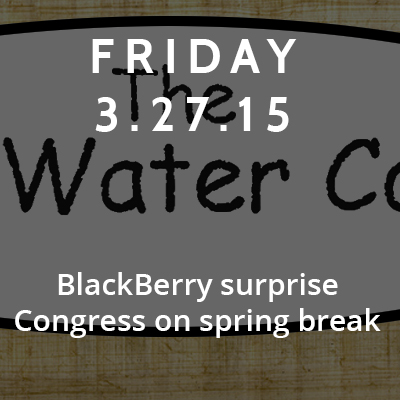 FRIDAY
The
3.27.15
Water Co
BlackBerry surprise
Congress on spring break